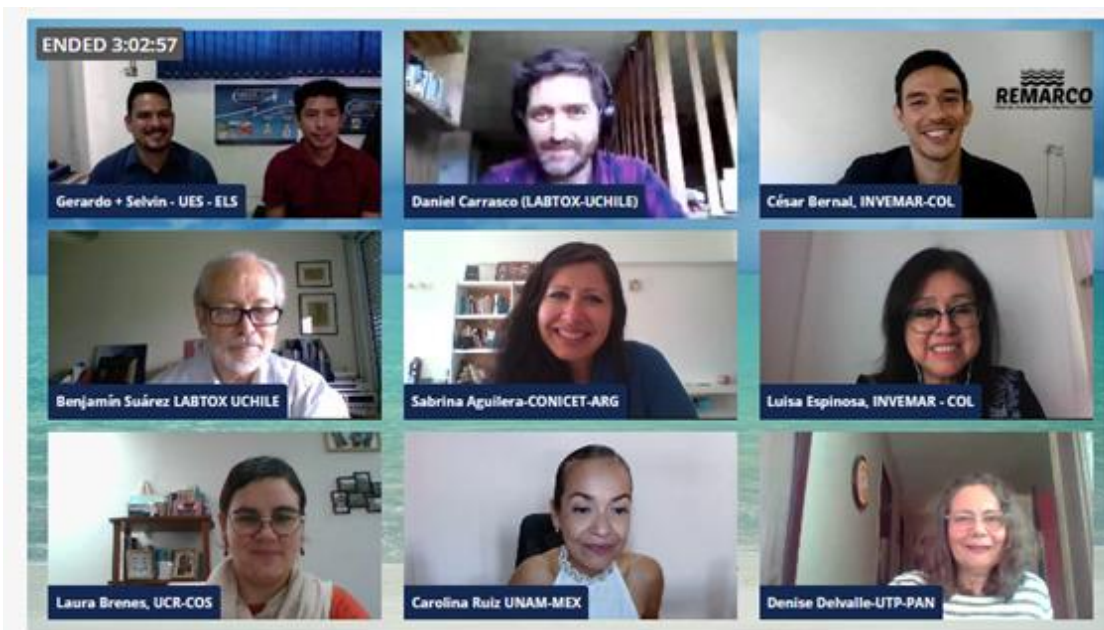 ENDED 3:02:57
Gerardo + Selvin - UES - ELS
Daniel Carrasco (LABTOX-UCHILE)
REMARCO
César Bernal, INVEMAR-COL
Benjamín Suárez LABTOX UCHILE
Sabrina Aguilera-CONICET-ARG
Luisa Espinosa, INVEMAR - COL
Laura Brenes, UCR-COS
Carolina Ruiz UNAM-MEX
Denise Delvalle-UTP-PAN